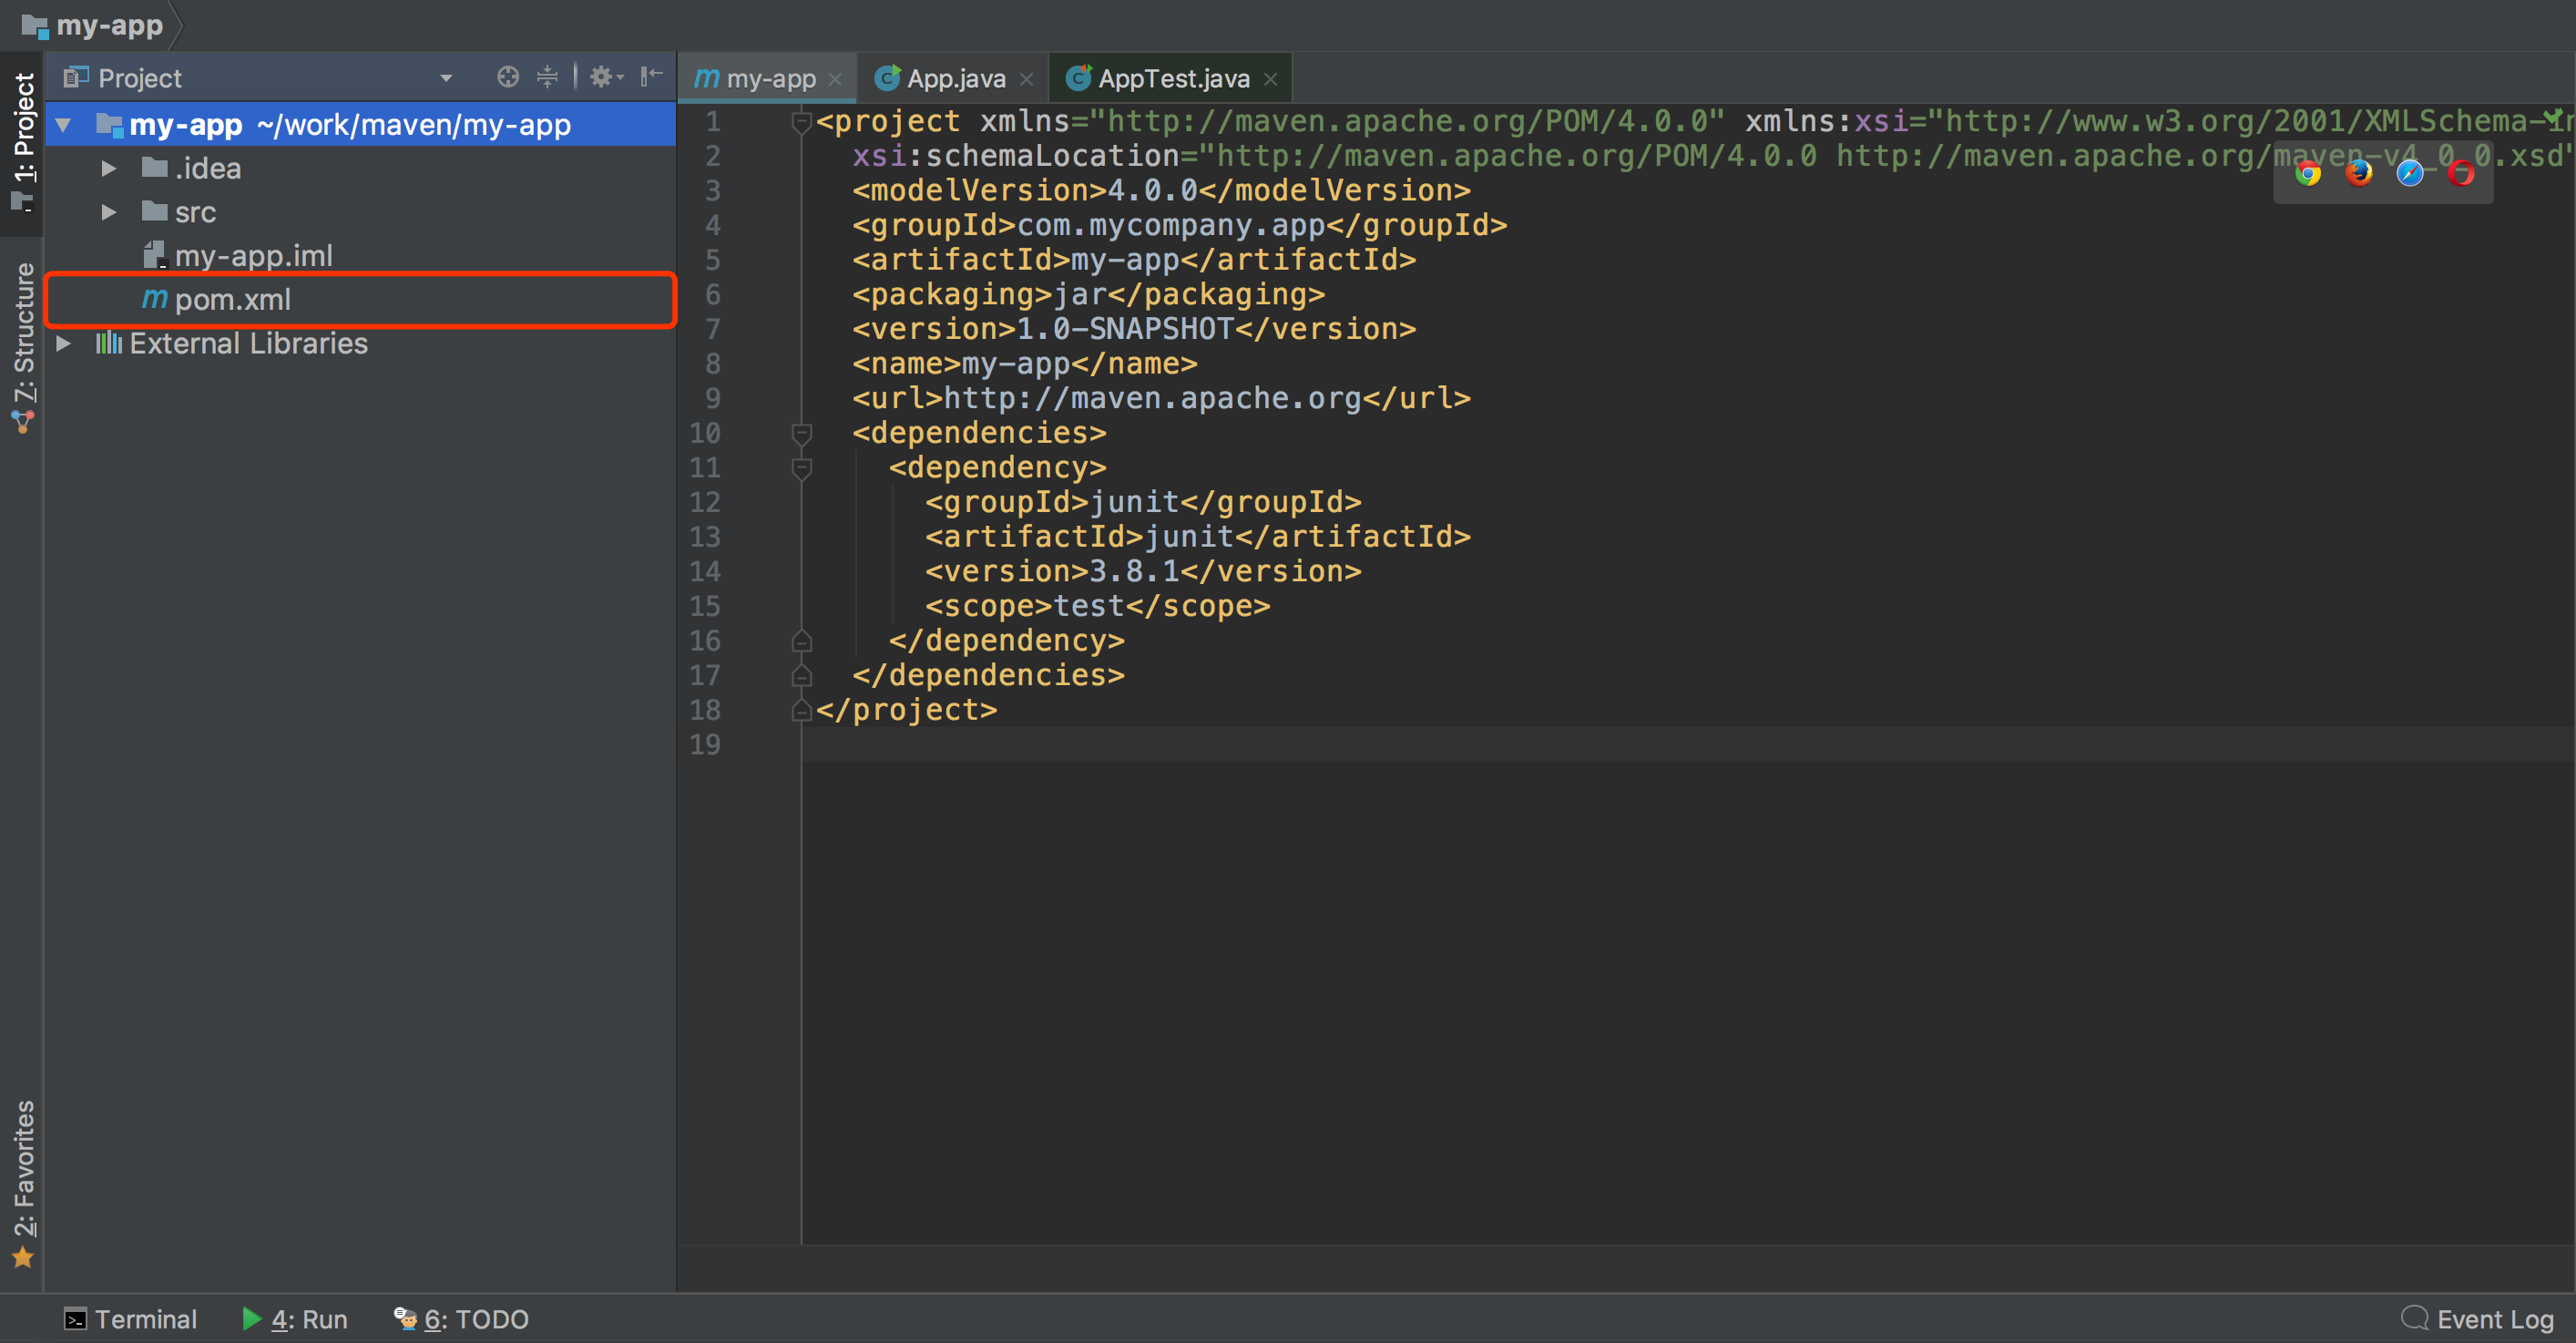 my-app
Project
my-app App.java AppTest.java
my-app ~/work/maven/my-app
.idea
src
my-app.iml
pom.xml
External Libraries
1: Project
7: Structure
2: Favorites
1 <project xmlns="http://maven.apache.org/POM/4.0.0" xmlns:xsi="http://www.w3.org/2001/XMLSchema-in
2 xsi:schemaLocation="http://maven.apache.org/POM/4.0.0 http://maven.apache.org/maven-v4_0_0.xsd"
3 <modelVersion>4.0.0</modelVersion>
4 <groupId>com.mycompany.app</groupId>
5 <artifactId>my-app</artifactId>
6 <packaging>jar</packaging>
7 <version>1.0-SNAPSHOT</version>
8 <name>my-app</name>
9 <url>http://maven.apache.org</url>
10 <dependencies>
11 <dependency>
12 <groupId>junit</groupId>
13 <artifactId>junit</artifactId>
14 <version>3.8.1</version>
15 <scope>test</scope>
16 </dependency>
17 </dependencies>
18 </project>
19
Terminal 4: Run 6: TODO Event Log